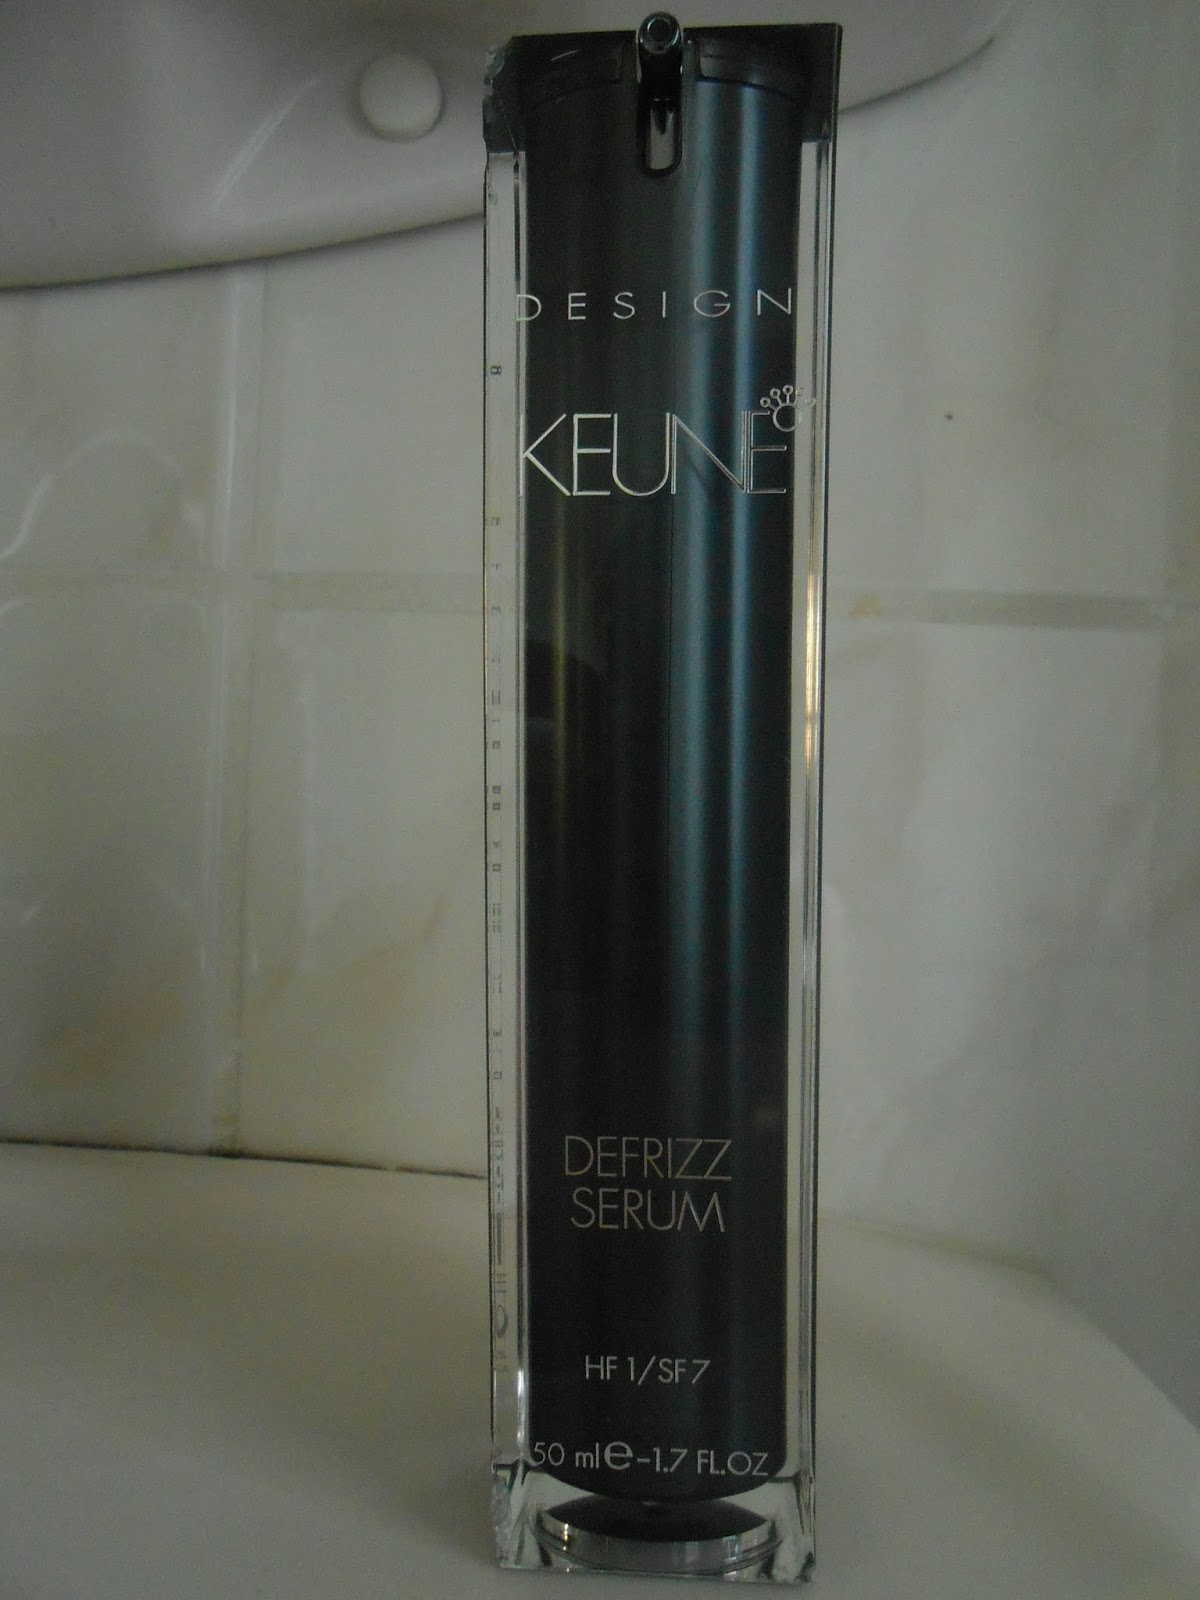 DESIGN
KEUNE
DEFRIZZ
SERUM
HF 1/SF 7
50 ml e-1.7 FL.OZ